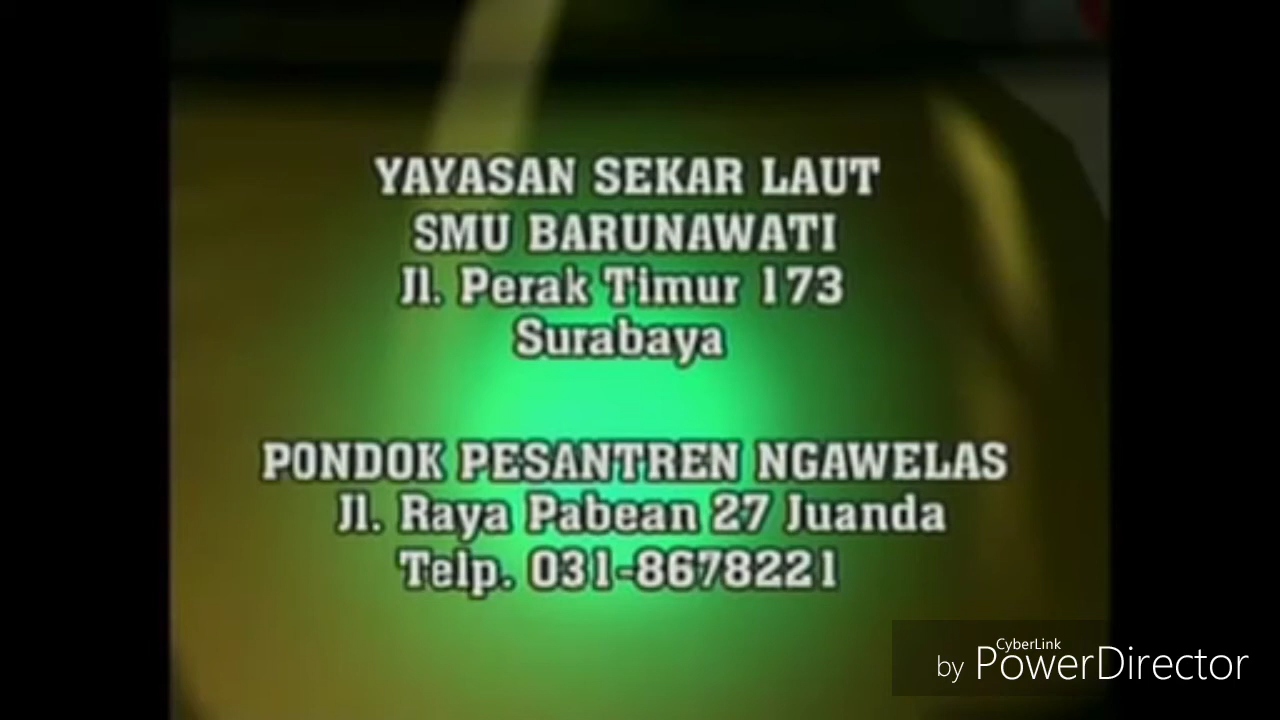 YAYASAN SEKAR LAUT
SMU BARUNAWATI
Jl. Perak Timur 173
Surabaya
PONDOK PESANTREN NGAWELAS
Jl. Raya Pabean 27 Juanda
Telp. 031-8678221
CyberLink
by PowerDirector